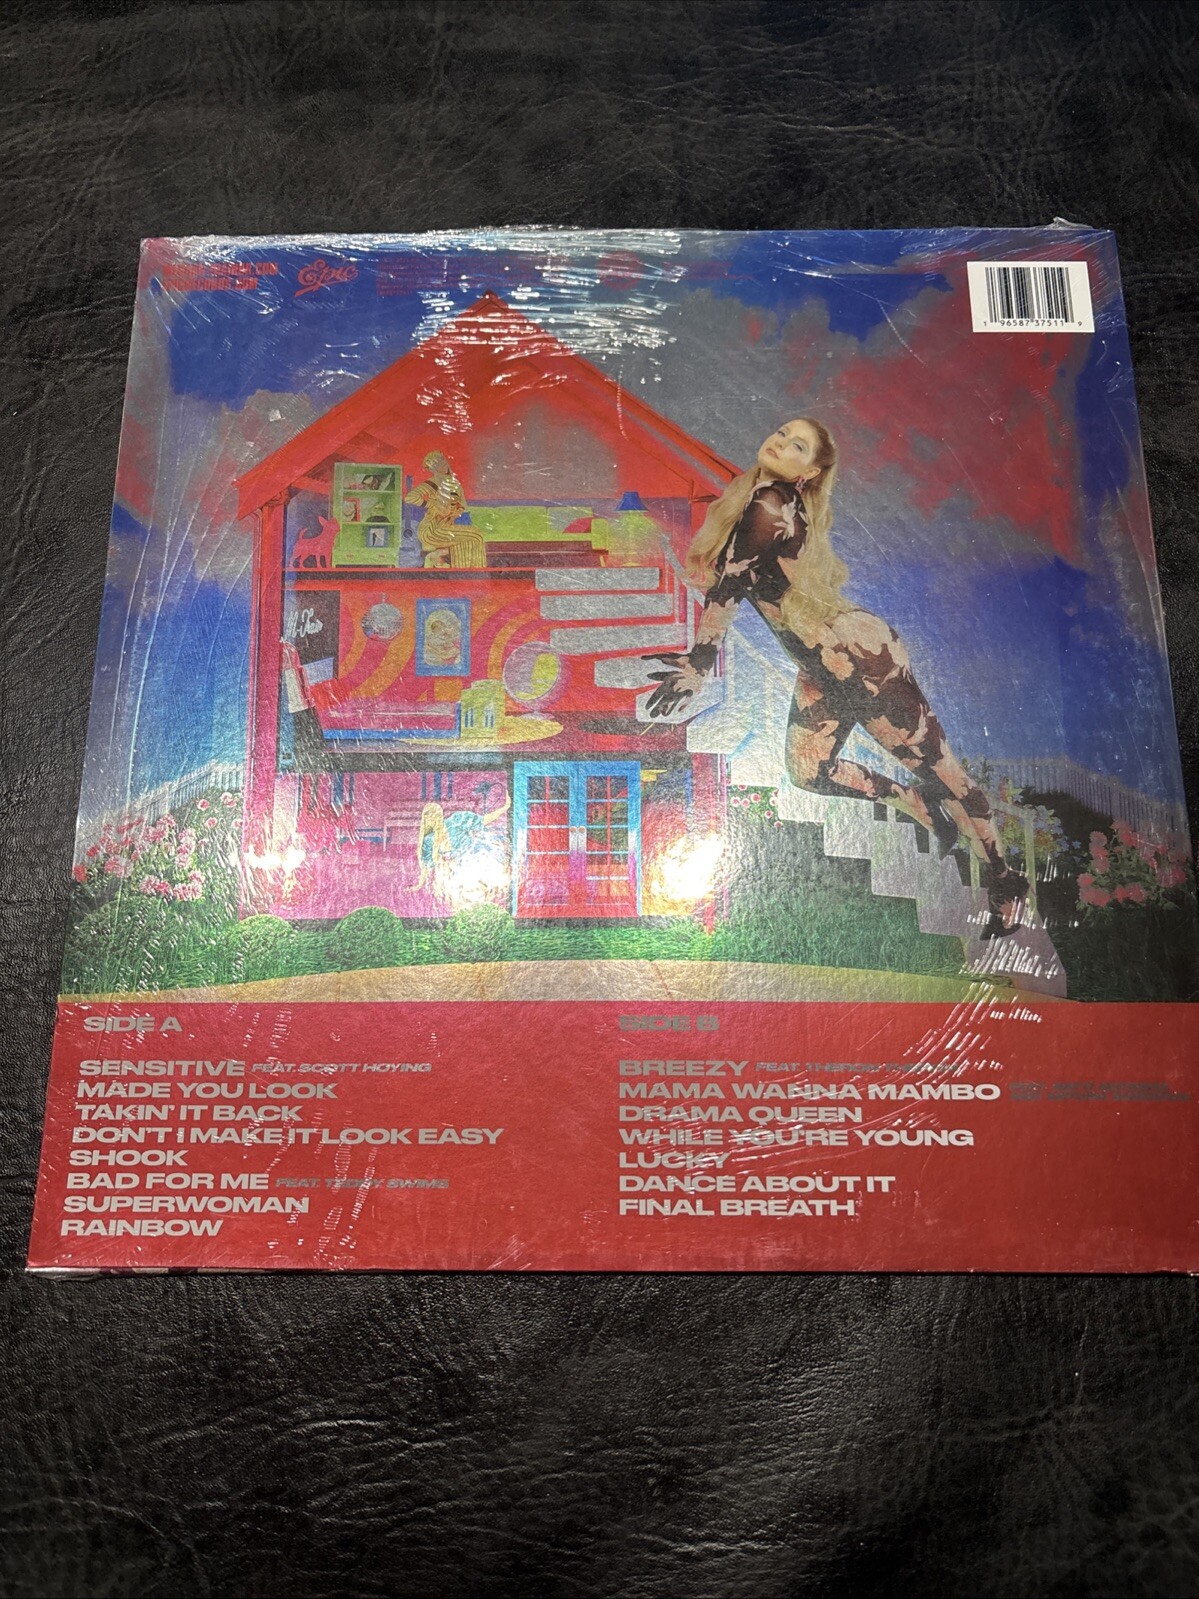 Epic
1 96587 37511 9
SIDE A
SENSITIVE FEAT. SCOTT HOYING
MADE YOU LOOK
TAKIN' IT BACK
DON'T I MAKE IT LOOK EASY
SHOOK
BAD FOR ME FEAT. TEDDY SWIMS
SUPERWOMAN
RAINBOW
SIDE B
BREEZY FEAT.
MAMA WANNA MAMBO
DRAMA QUEEN
WHILE YOU'RE YOUNG
LUCKY
DANCE ABOUT IT
FINAL BREATH